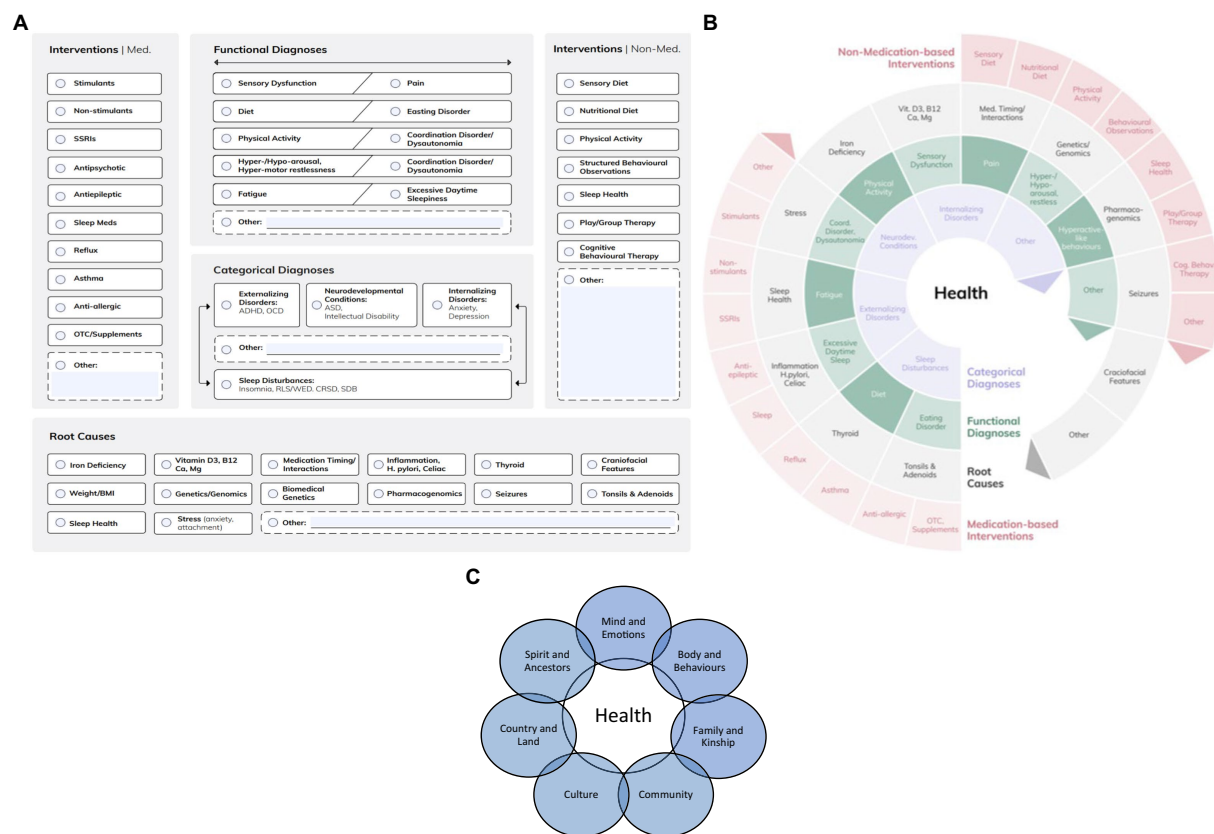 A
Interventions | Med.
Stimulants
Non-stimulants
SSRIs
Antipsychotic
Antiepileptic
Sleep Meds
Reflux
Asthma
Anti-allergic
OTC/Supplements
Other:
Functional Diagnoses
Sensory Dysfunction
Pain
Diet
Easting Disorder
Physical Activity
Coordination Disorder/
Dysautonomia
Hyper-/Hypo-arousal,
Hyper-motor restlessness
Coordination Disorder/
Dysautonomia
Fatigue
Excessive Daytime
Sleepiness
Other:
Categorical Diagnoses
Externalizing
Disorders:
ADHD, OCD
Neurodevelopmental
Conditions:
ASD,
Intellectual Disability
Internalizing
Disorders:
Anxiety,
Depression
Other:
Sleep Disturbances:
Insomnia, RLS/WED, CRSD, SDB
Interventions | Non-Med.
Sensory Diet
Nutritional Diet
Physical Activity
Structured Behavioural
Observations
Sleep Health
Play/Group Therapy
Cognitive
Behavioural Therapy
Other:
Root Causes
Iron Deficiency
Vitamin D3, B12
Ca, Mg
Medication Timing/
Interactions
Inflammation,
H. pylori, Celiac
Thyroid
Craniofacial
Features
Weight/BMI
Genetics/Genomics
Biomedical
Genetics
Pharmacogenomics
Seizures
Tonsils & Adenoids
Sleep Health
Stress (anxiety,
attachment)
Other:
B
Non-Medication-based
Interventions
Sensory
Diet
Nutritional
Diet
Physical
Activity
Behavioural
Observations
Sleep
Health
Play/Group
Therapy
Cog. Behav
Therapy
Other
Vit. D3, B12
Ca, Mg
Med. Timing/
Interactions
Genetics/
Genomics
Pharmaco-
genomics
Seizures
Craciofacial
Features
Other
Iron
Deficiency
Stress
Sleep
Health
Inflammation
H.pylori,
Celiac
Thyroid
Tonsils &
Adenoids
Sensory
Dysfunction
Pain
Hyper-/
Hypo-
arousal,
restless
Hyperactive-
like
behaviours
Other
Physical
Activity
Coord.
Disorder,
Dysautonomia
Fatigue
Excessive
Daytime
Sleep
Diet
Eating
Disorder
Internalizing
Disorders
Other
Neurodev.
Conditions
Externalizing
Disorders
Sleep
Disturbances
Health
Other
Stimulants
Non-
stimulants
SSRIs
Anti-
epileptic
Sleep
Reflux
Asthma
Anti-allergic
OTC,
Supplements
Categorical
Diagnoses
Functional
Diagnoses
Root
Causes
Medication-based
Interventions
C
Mind and
Emotions
Spirit and
Ancestors
Body and
Behaviours
Health
Country and
Land
Family and
Kinship
Culture
Community